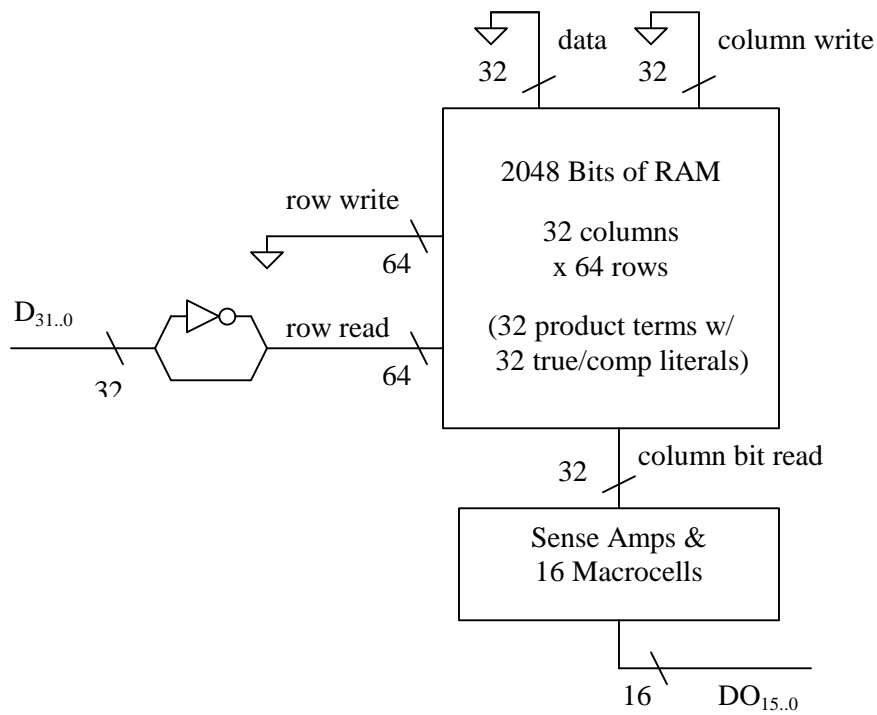 data
column write
32
32
2048 Bits of RAM
row write
32 columns
x 64 rows
64
D31..0
row read
(32 product terms w/
32 true/comp literals)
32
64
column bit read
32
Sense Amps &
16 Macrocells
16
DO15..0